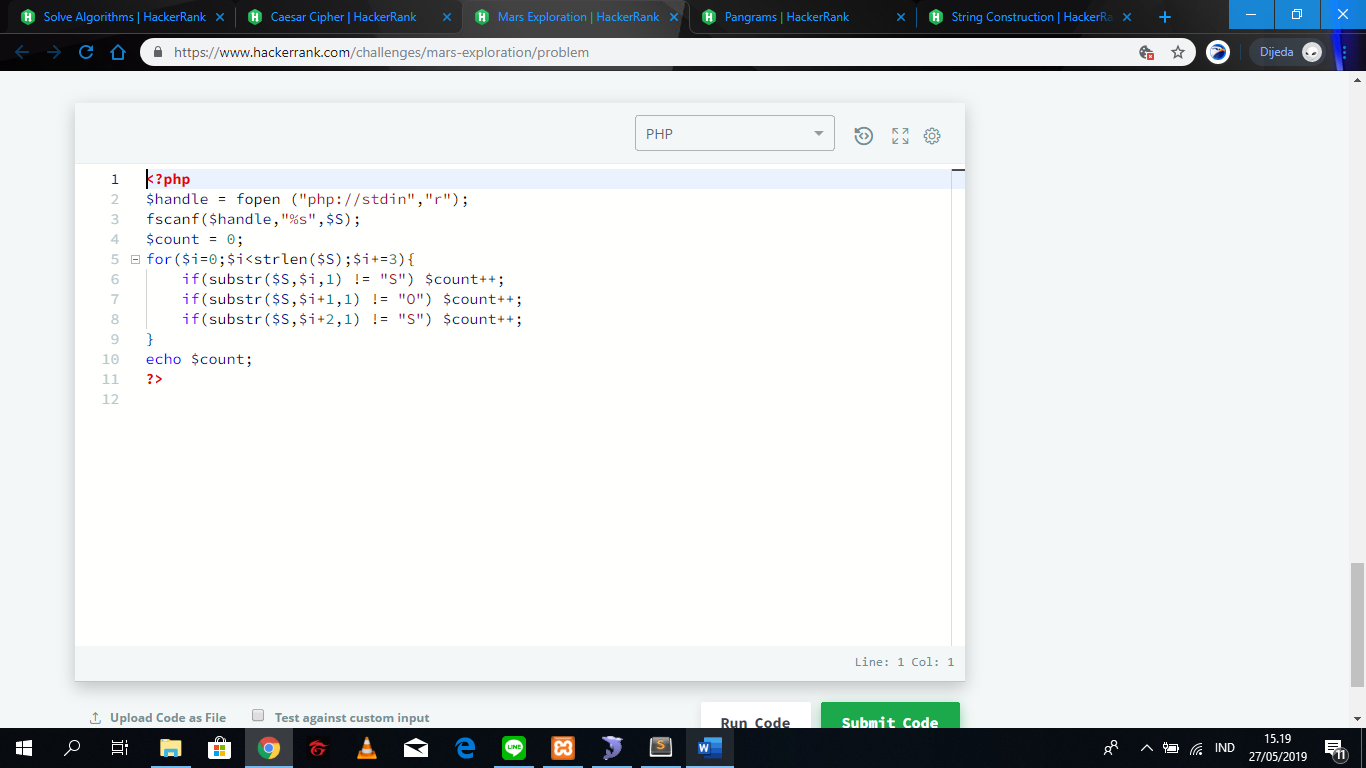 Solve Algorithms | HackerRank
Caesar Cipher | HackerRank
Mars Exploration | HackerRank
Pangrams | HackerRank
String Construction | HackerRa
https://www.hackerrank.com/challenges/mars-exploration/problem
Dijeda
PHP
1 <?php
2 $handle = fopen ("php://stdin","r");
3 fscanf($handle,"%s",$S);
4 $count = 0;
5 for($i=0;$i<strlen($S);$i+=3){
6 if(substr($S,$i,1) != "S") $count++;
7 if(substr($S,$i+1,1) != "O") $count++;
8 if(substr($S,$i+2,1) != "S") $count++;
9 }
10 echo $count;
11 ?>
12
Line: 1 Col: 1
Upload Code as File
Test against custom input
Run Code
Submit Code
LINE
S
W
IND
15.19
27/05/2019
11